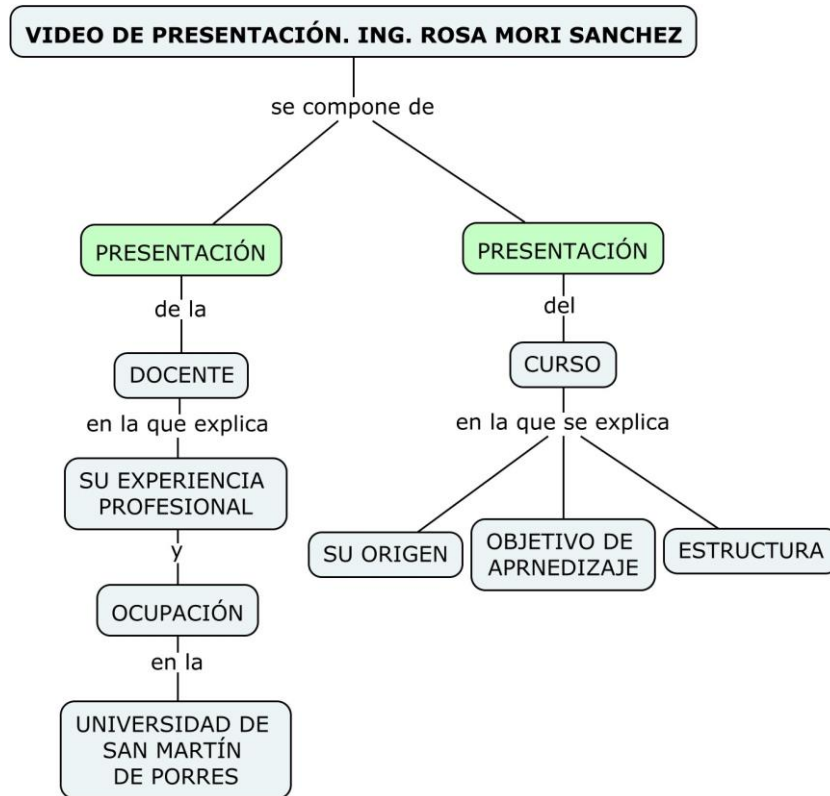 VIDEO DE PRESENTACIÓN. ING. ROSA MORI SANCHEZ
se compone de
PRESENTACIÓN
de la
DOCENTE
en la que explica
SU EXPERIENCIA
PROFESIONAL
y
OCUPACIÓN
en la
UNIVERSIDAD DE
SAN MARTÍN
DE PORRES
PRESENTACIÓN
del
CURSO
en la que se explica
SU ORIGEN
OBJETIVO DE
APRNEDIZAJE
ESTRUCTURA